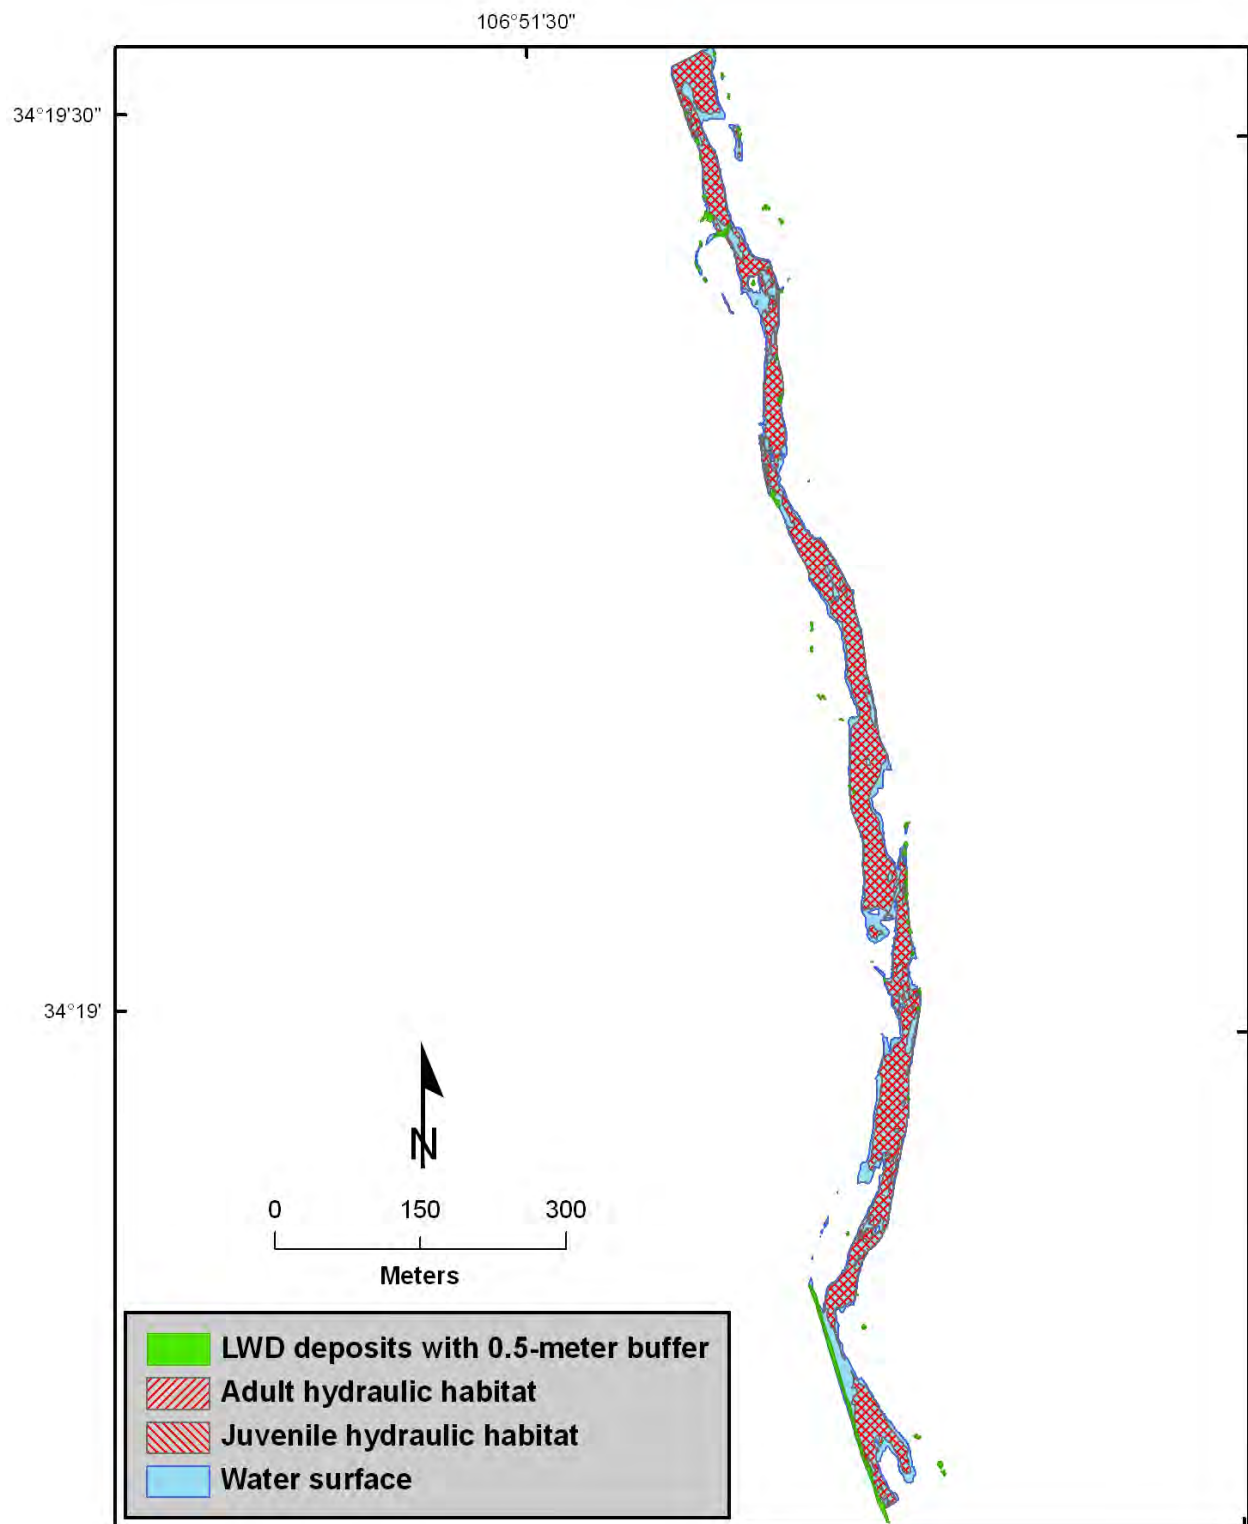 106°51'30"
34°19'30"
34°19'
N
0 150 300
Meters
LWD deposits with 0.5-meter buffer
Adult hydraulic habitat
Juvenile hydraulic habitat
Water surface